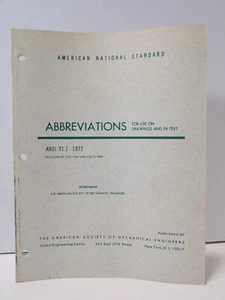 AMERICAN NATIONAL STANDARD
ABBREVIATIONS
FOR USE ON
DRAWINGS AND IN TEXT
ANSI Y1.1-1972
THE AMERICAN SOCIETY OF MECHANICAL ENGINEERS
PUBLISHED BY
THE AMERICAN SOCIETY OF MECHANICAL ENGINEERS
United Engineering Center
345 East 47th Street
New York, N. Y. 10017